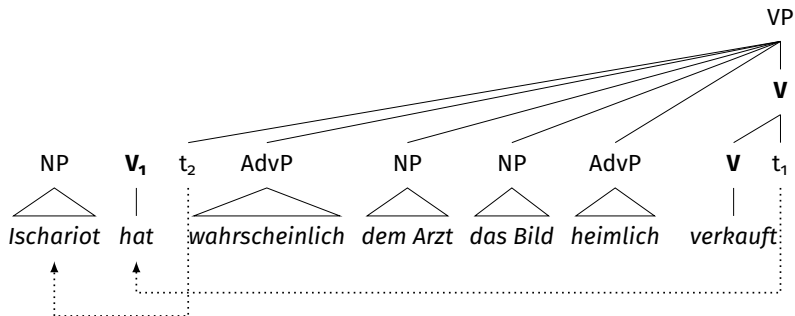 VP
V
NP V₁ t₂ AdvP NP NP AdvP V t₁
Ischariot hat wahrscheinlich dem Arzt das Bild heimlich verkauft